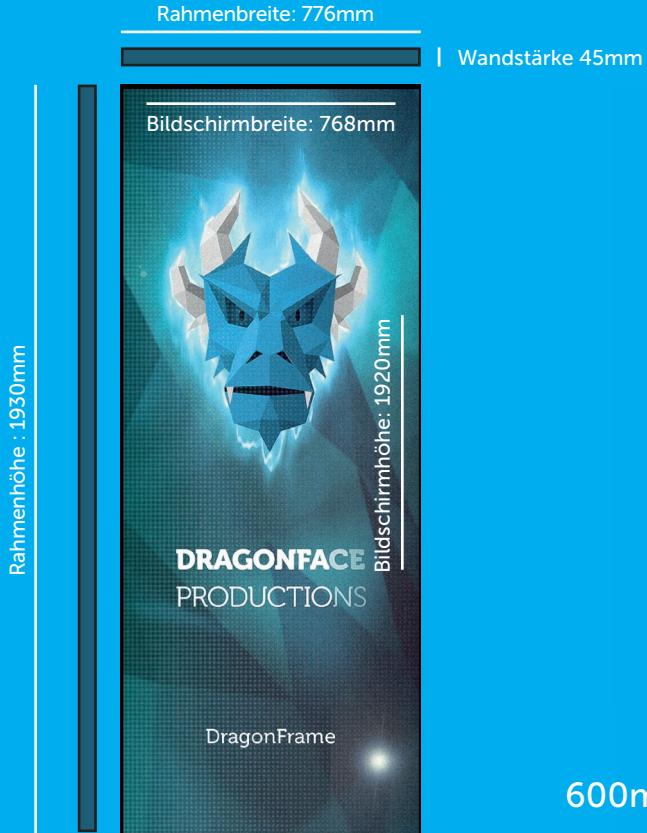 Rahmenbreite: 776mm
Wandstärke 45mm
Bildschirmbreite: 768mm
Rahmenhöhe : 1930mm
Bildschirmhöhe: 1920mm
DRAGONFACE
PRODUCTIONS
DragonFrame